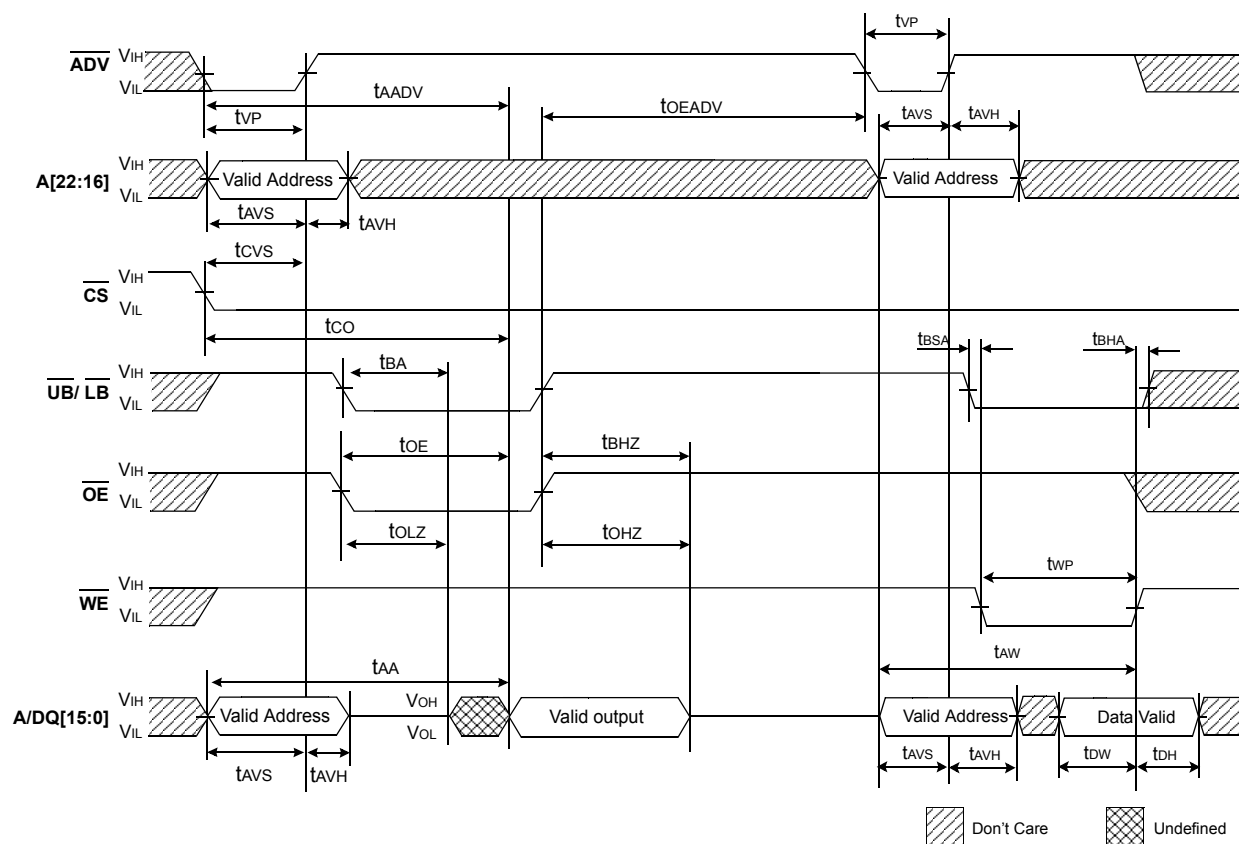 tVP
ADV VIH
VIL
tAADV
tOEADV
tVP
tAVS tAVH
A[22:16] VIH
VIL
Valid Address
Valid Address
tAVS
tAVH
tCVS
CS VIH
VIL
tCO
tBSA
tBHA
UB/ LB VIH
VIL
tBA
tOE
tBHZ
OE VIH
VIL
tOLZ
tOHZ
tWP
WE VIH
VIL
tAA
tAW
A/DQ[15:0] VIH
VIL
Valid Address
VOH
VOL
Valid output
Valid Address
Data Valid
tAVS
tAVH
tAVS
tAVH
tDW
tDH
Don't Care
Undefined